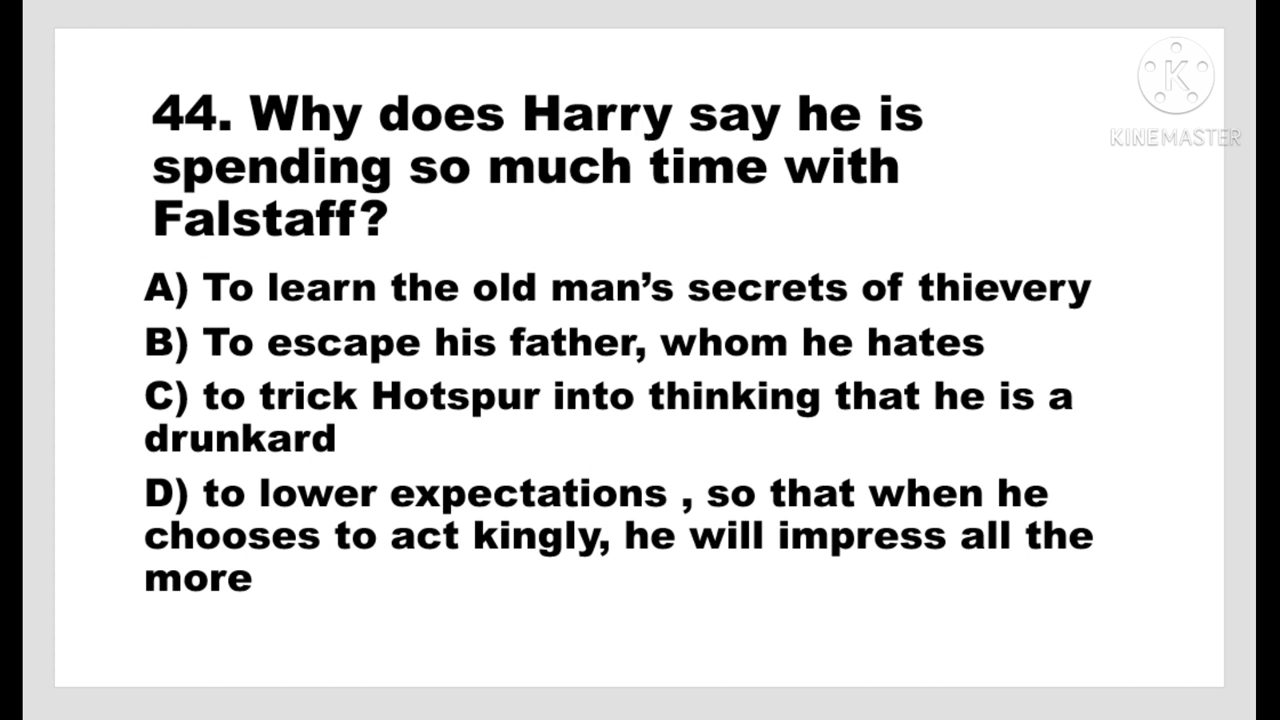 44. Why does Harry say he is
spending so much time with
Falstaff?
A) To learn the old man’s secrets of thievery
B) To escape his father, whom he hates
C) to trick Hotspur into thinking that he is a
drunkard
D) to lower expectations , so that when he
chooses to act kingly, he will impress all the
more
K
KINEMASTER